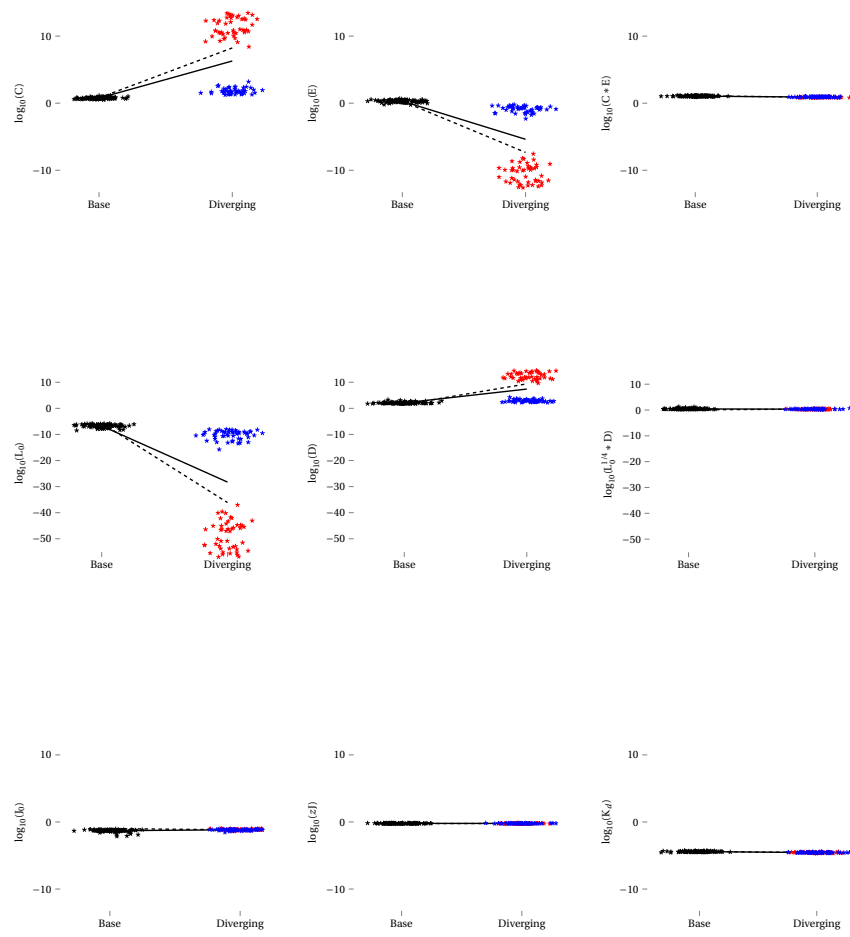 log₁₀(C)
10
0
−10
Base Diverging
log₁₀(E)
10
0
−10
Base Diverging
log₁₀(C ∗ E)
10
0
−10
Base Diverging
log₁₀(L₀)
10
0
−10
−20
−30
−40
−50
Base Diverging
log₁₀(D)
10
0
−10
−20
−30
−40
−50
Base Diverging
log₁₀(L₀^1/4 ∗ D)
10
0
−10
−20
−30
−40
−50
Base Diverging
log₁₀(J₀)
10
0
−10
Base Diverging
log₁₀(zJ)
10
0
−10
Base Diverging
log₁₀(K_d)
10
0
−10
Base Diverging